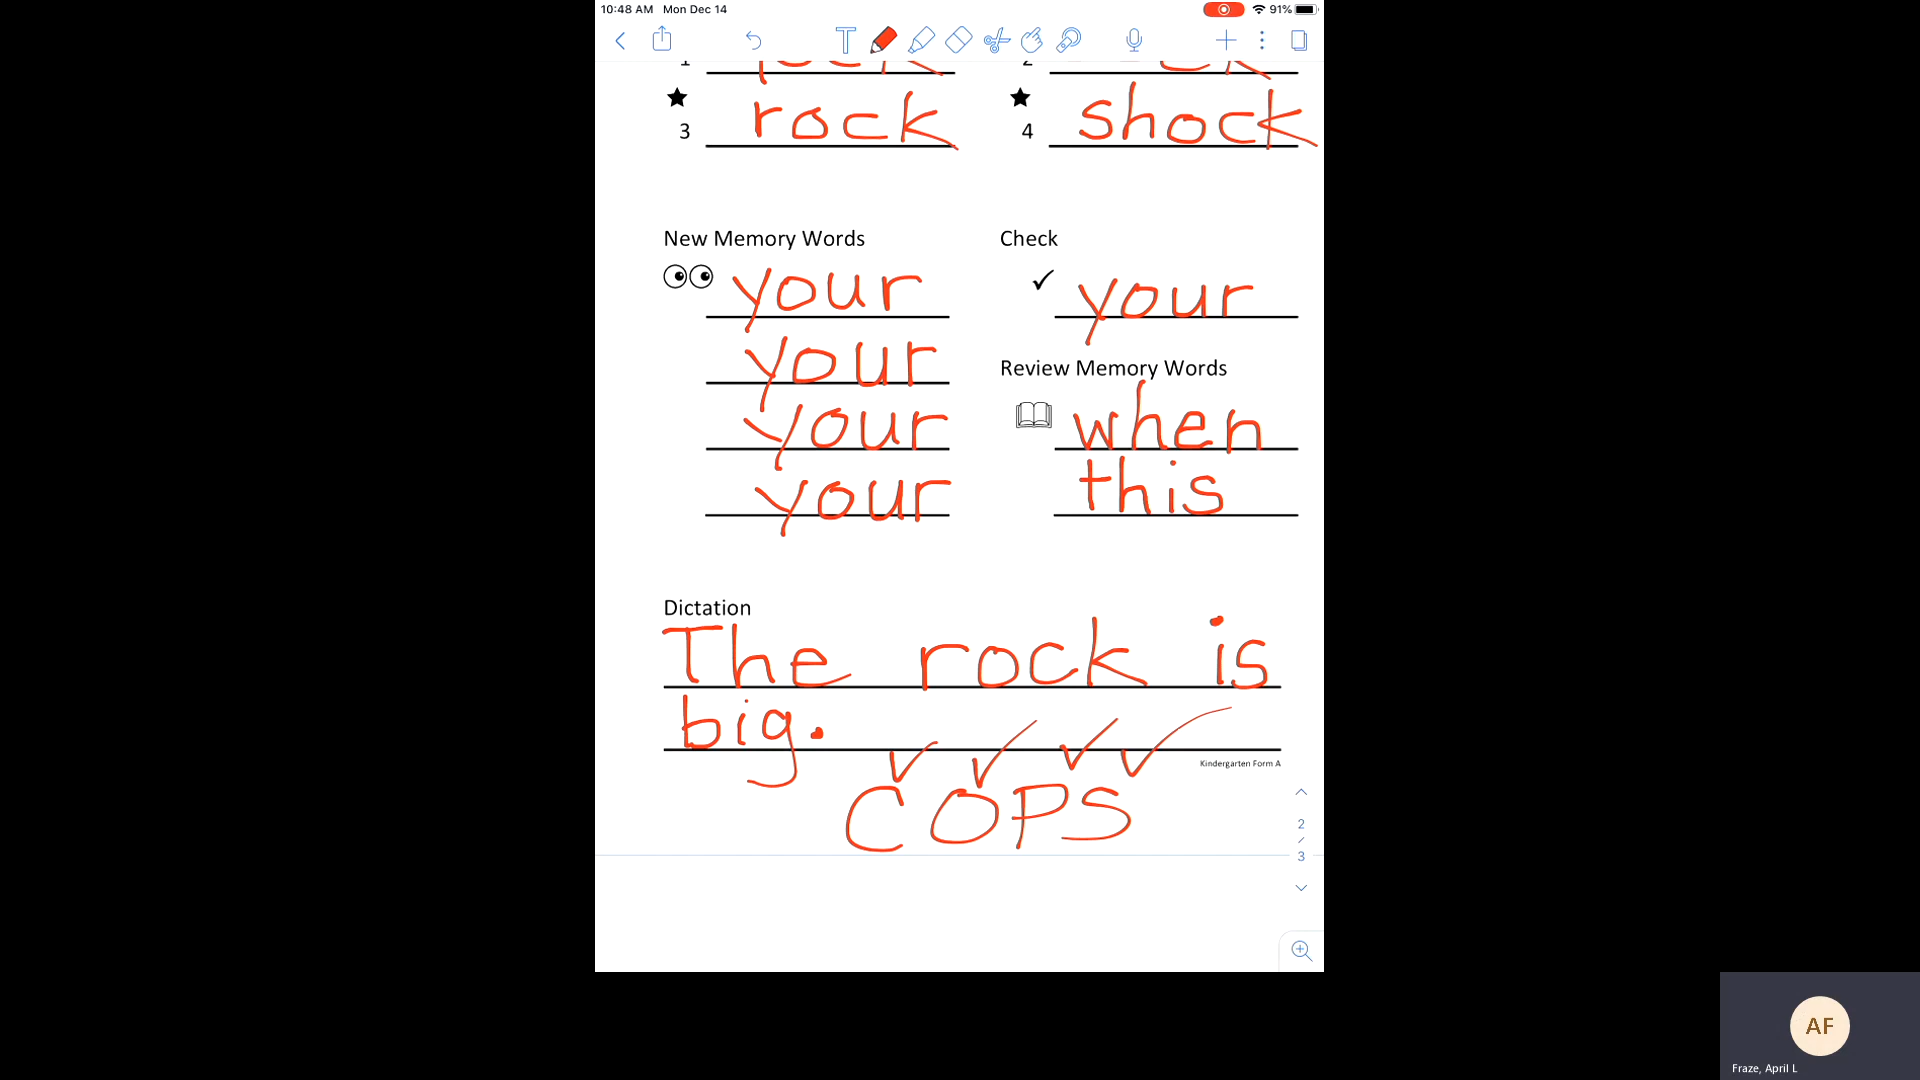 10:48 AM Mon Dec 14 91%
T
1 2
3 rock 4 shock
New Memory Words Check
your your
your
Review Memory Words
your when
your this
Dictation
The rock is
big.
Kindergarten Form A
COPS
2
/
3
AF
Fraze, April L